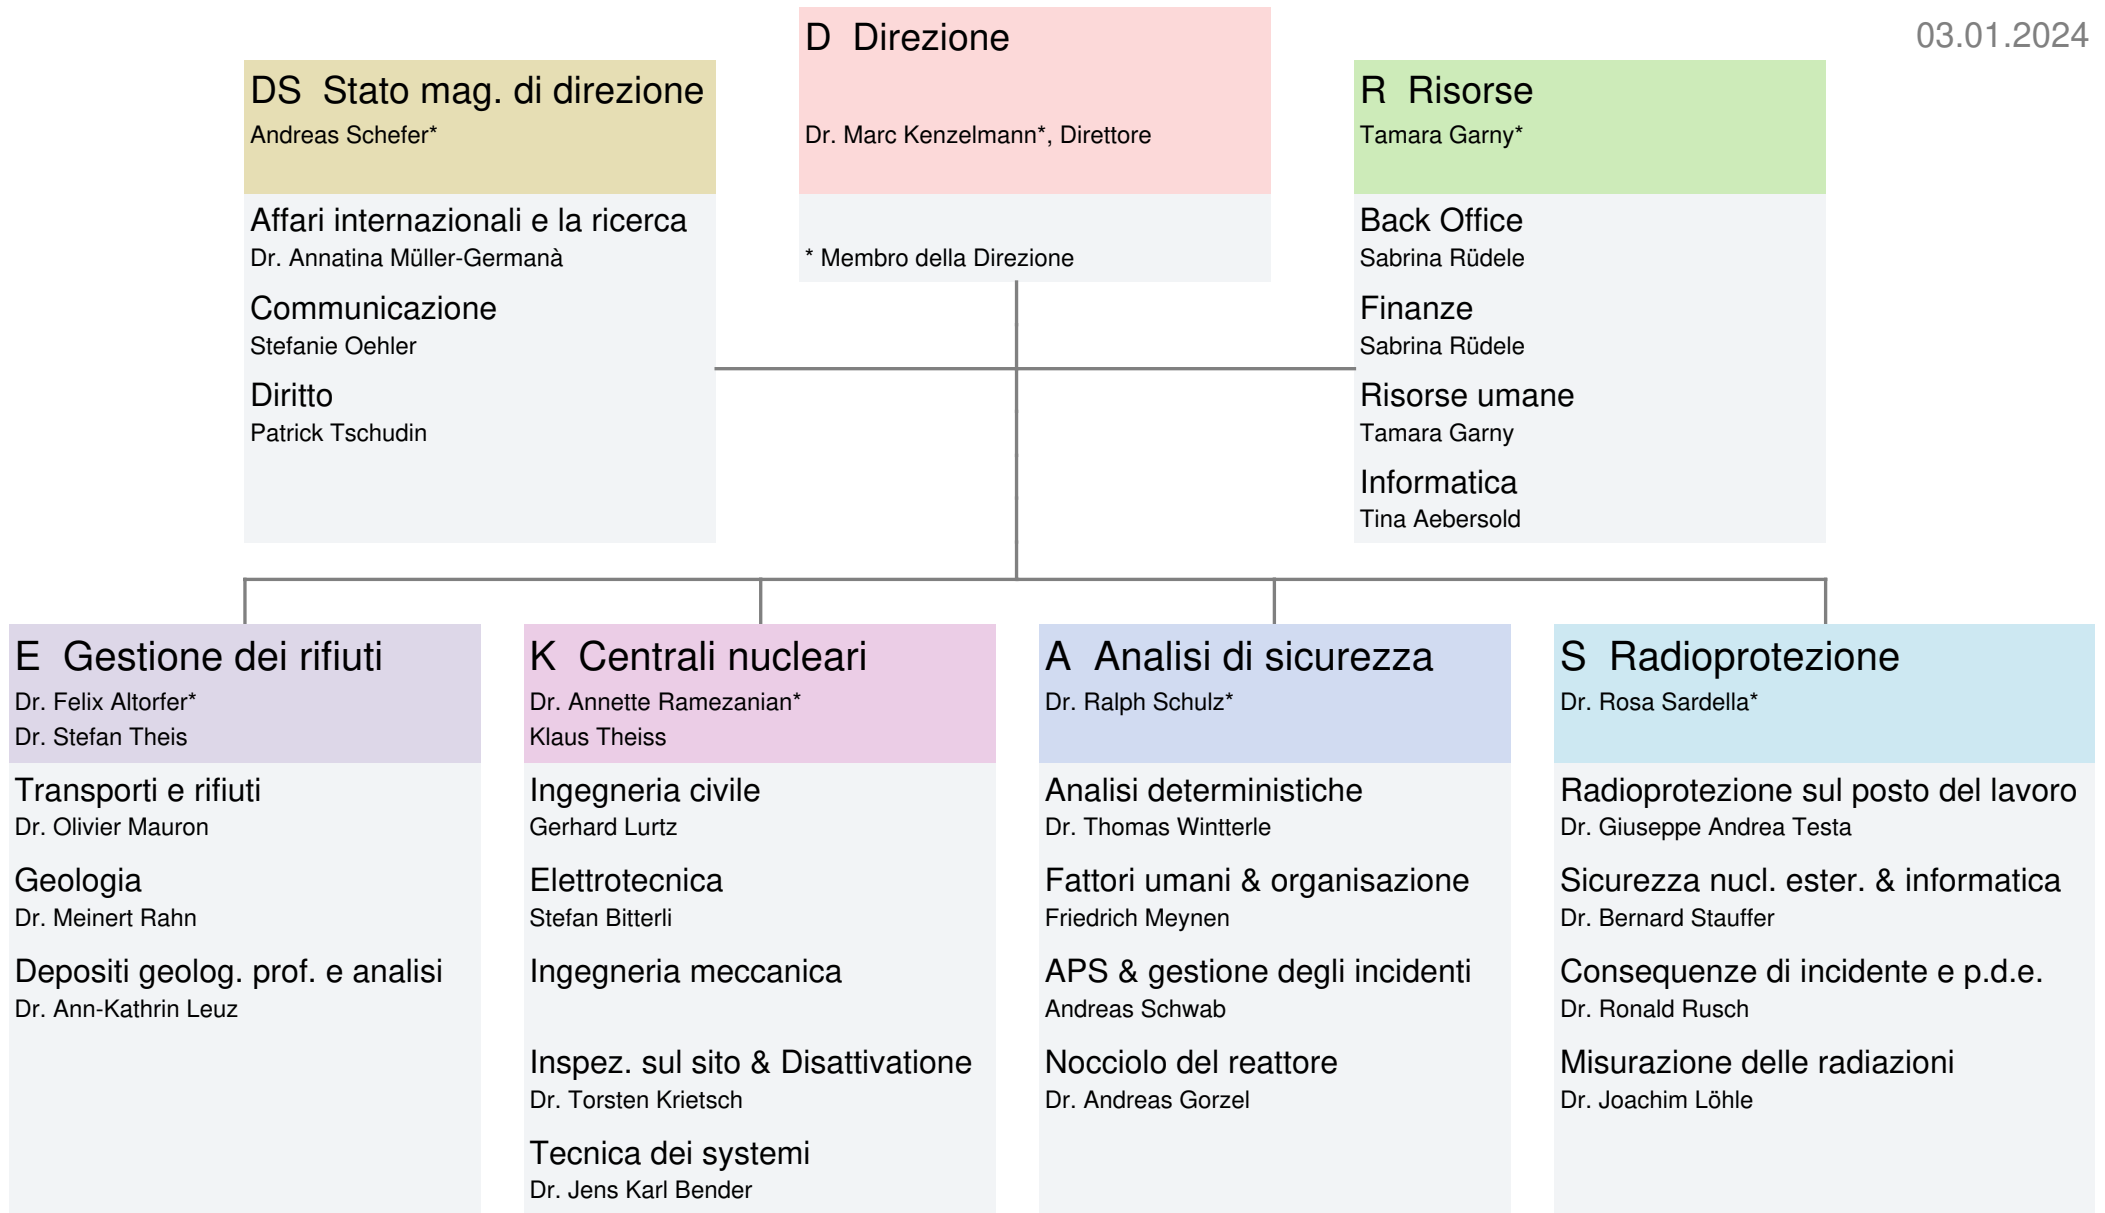 03.01.2024
D Direzione
Dr. Marc Kenzelmann*, Direttore
* Membro della Direzione
DS Stato mag. di direzione
Andreas Schefer*
Affari internazionali e la ricerca
Dr. Annatina Müller-Germanà
Communicazione
Stefanie Oehler
Diritto
Patrick Tschudin
R Risorse
Tamara Garny*
Back Office
Sabrina Rüdele
Finanze
Sabrina Rüdele
Risorse umane
Tamara Garny
Informatica
Tina Aebersold
E Gestione dei rifiuti
Dr. Felix Altorfer*
Dr. Stefan Theis
Transporti e rifiuti
Dr. Olivier Mauron
Geologia
Dr. Meinert Rahn
Depositi geolog. prof. e analisi
Dr. Ann-Kathrin Leuz
K Centrali nucleari
Dr. Annette Ramezanian*
Klaus Theiss
Ingegneria civile
Gerhard Lurtz
Elettrotecnica
Stefan Bitterli
Ingegneria meccanica
Inspez. sul sito & Disattivatione
Dr. Torsten Krietsch
Tecnica dei systemi
Dr. Jens Karl Bender
A Analisi di sicurezza
Dr. Ralph Schulz*
Analisi deterministiche
Dr. Thomas Wintterle
Fattori umani & organisazione
Friedrich Meynen
APS & gestione degli incidenti
Andreas Schwab
Nocciolo del reattore
Dr. Andreas Gorzel
S Radioprotezione
Dr. Rosa Sardella*
Radioprotezione sul posto del lavoro
Dr. Giuseppe Andrea Testa
Sicurezza nucl. ester. & informatica
Dr. Bernard Stauffer
Consequenze di incidente e p.d.e.
Dr. Ronald Rusch
Misurazione delle radiazioni
Dr. Joachim Löhle